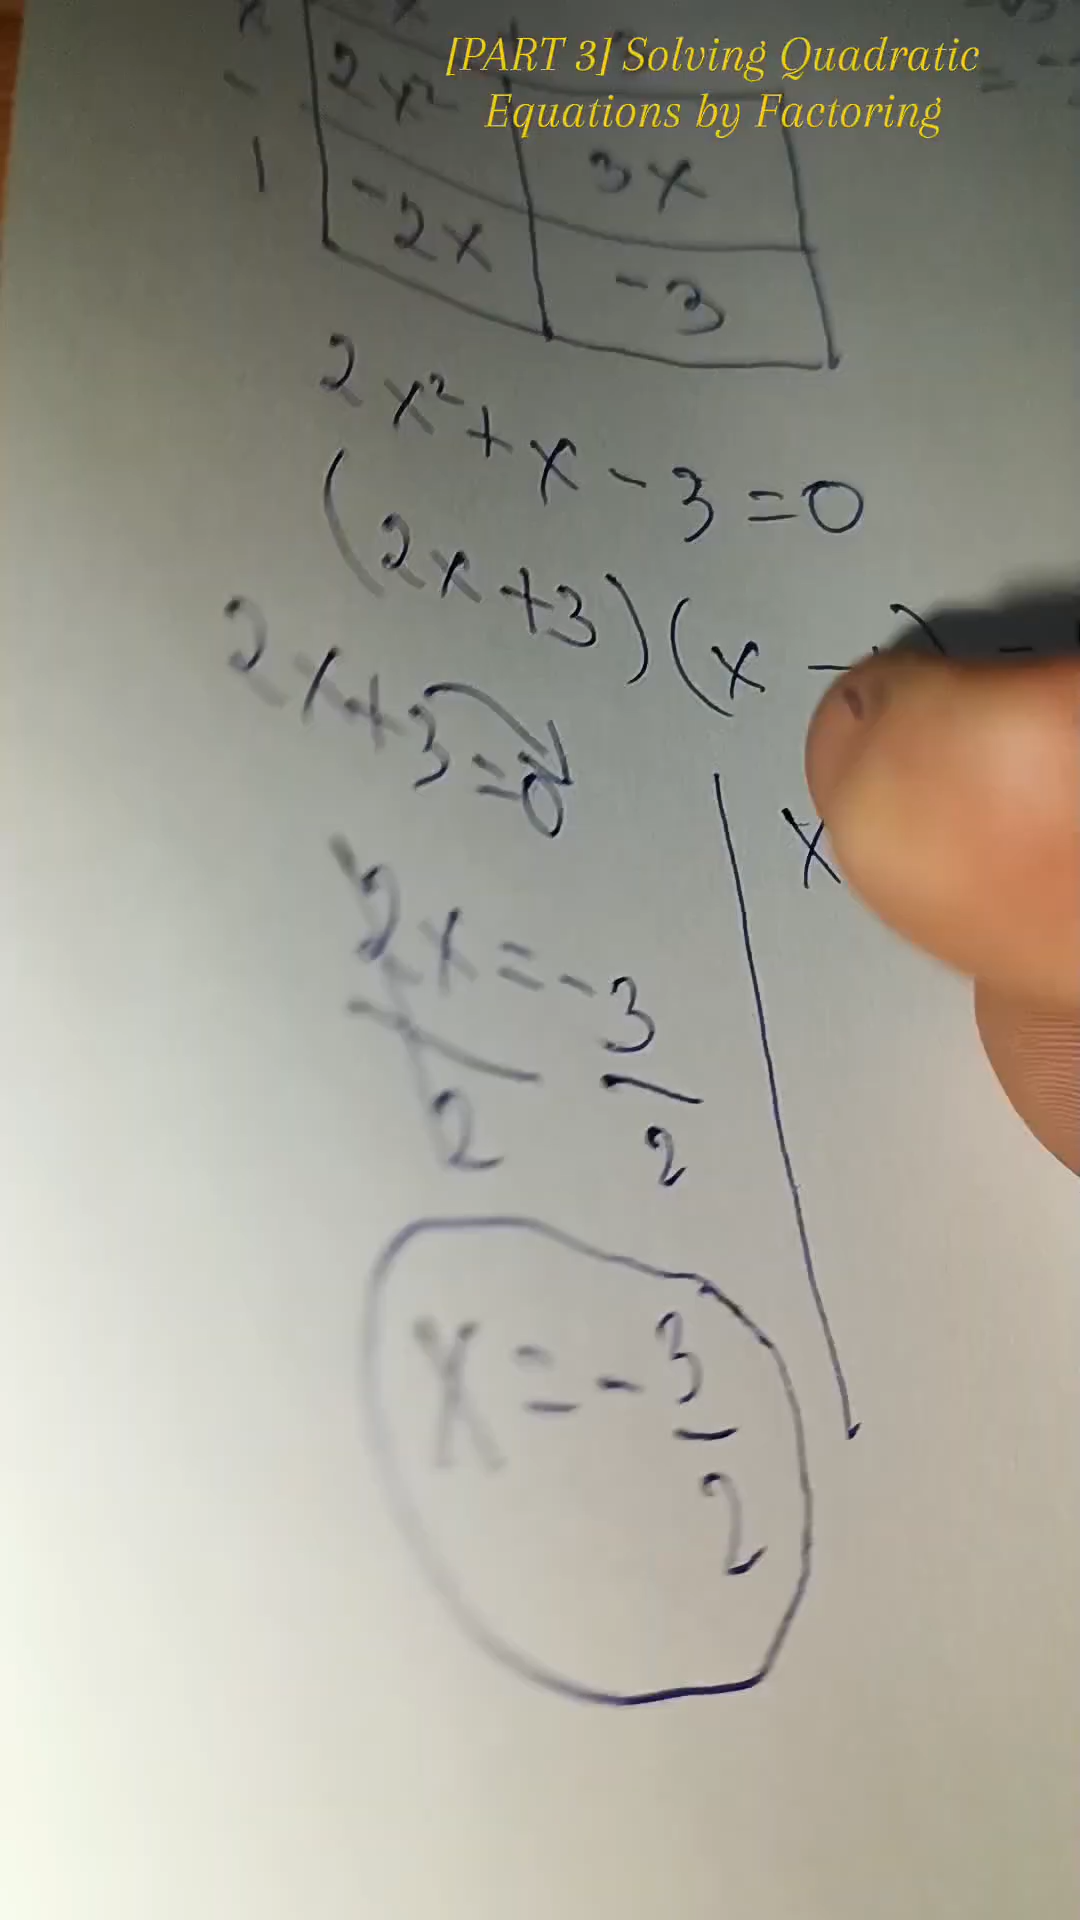 [PART 3] Solving Quadratic
Equations by Factoring
2x²
3x
1
-2x
-3
2x² + x - 3 = 0
(2x + 3)(x -
2x + 3 = 0
x
2x = -3
2 2
x = -3
2